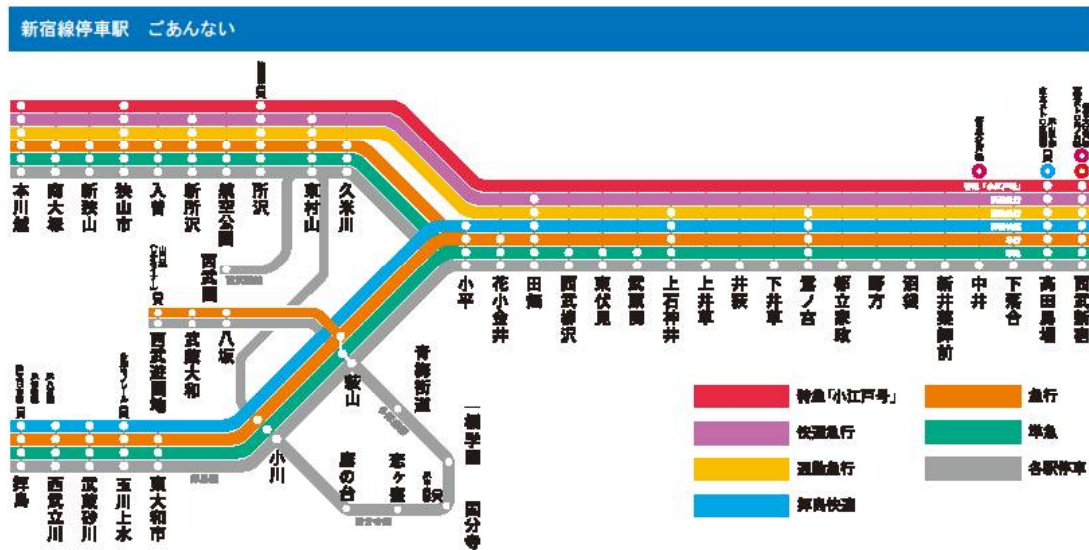 新宿線停車駅　ごあんない
本川越
南大塚
新狭山
狭山市
入曽
新所沢
航空公園
所沢
東村山
久米川
西武園
小平
花小金井
田無
西武柳沢
東伏見
武蔵関
上石神井
上井草
井荻
下井草
鷺ノ宮
都立家政
野方
沼袋
新井薬師前
中井
下落合
高田馬場
西武新宿
西武遊園地
武蔵大和
八坂
萩山
青梅街道
一橋学園
国分寺
恋ヶ窪
鷹の台
小川
拝島
西武立川
武蔵砂川
玉川上水
東大和市
特急「小江戸号」
快速急行
通勤急行
拝島快速
急行
準急
各駅停車